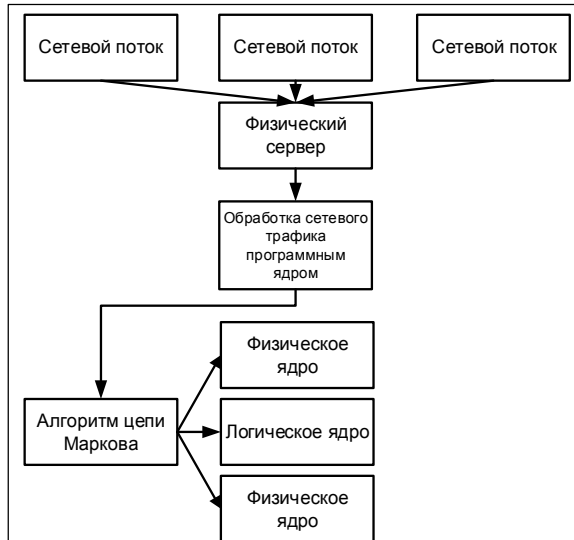 Сетевой поток
Сетевой поток
Сетевой поток
Физический
сервер
Обработка сетевого
трафика
программным
ядром
Физическое
ядро
Алгоритм цепи
Маркова
Логическое ядро
Физическое
ядро